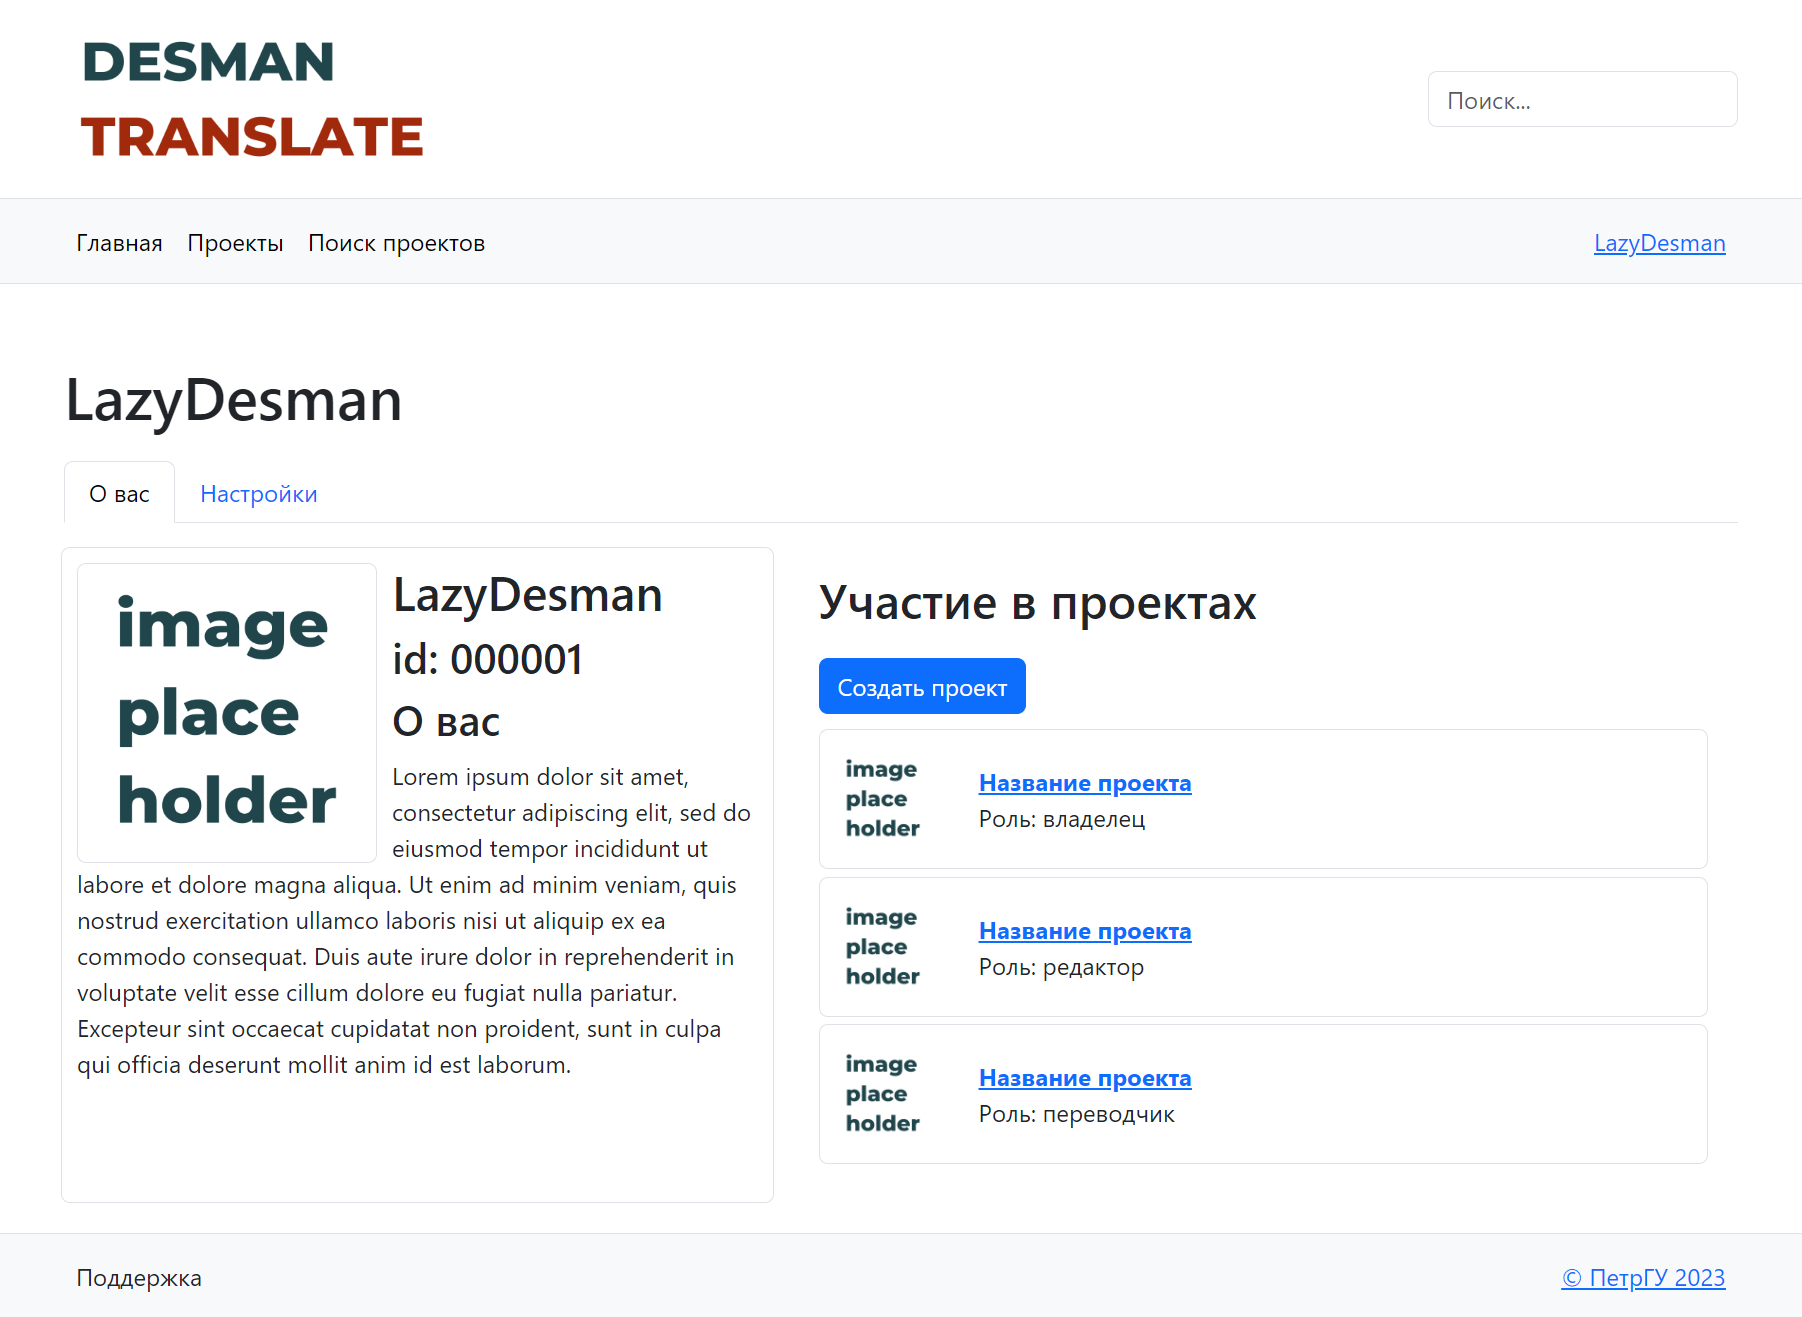 DESMAN
TRANSLATE
Поиск...
Главная Проекты Поиск проектов
LazyDesman
LazyDesman
О вас Настройки
image
place
holder
LazyDesman
id: 000001
О вас
Lorem ipsum dolor sit amet,
consectetur adipiscing elit, sed do
eiusmod tempor incididunt ut
labore et dolore magna aliqua. Ut enim ad minim veniam, quis
nostrud exercitation ullamco laboris nisi ut aliquip ex ea
commodo consequat. Duis aute irure dolor in reprehenderit in
voluptate velit esse cillum dolore eu fugiat nulla pariatur.
Excepteur sint occaecat cupidatat non proident, sunt in culpa
qui officia deserunt mollit anim id est laborum.
Участие в проектах
Создать проект
image
place
holder
Название проекта
Роль: владелец
image
place
holder
Название проекта
Роль: редактор
image
place
holder
Название проекта
Роль: переводчик
Поддержка
© ПетрГУ 2023